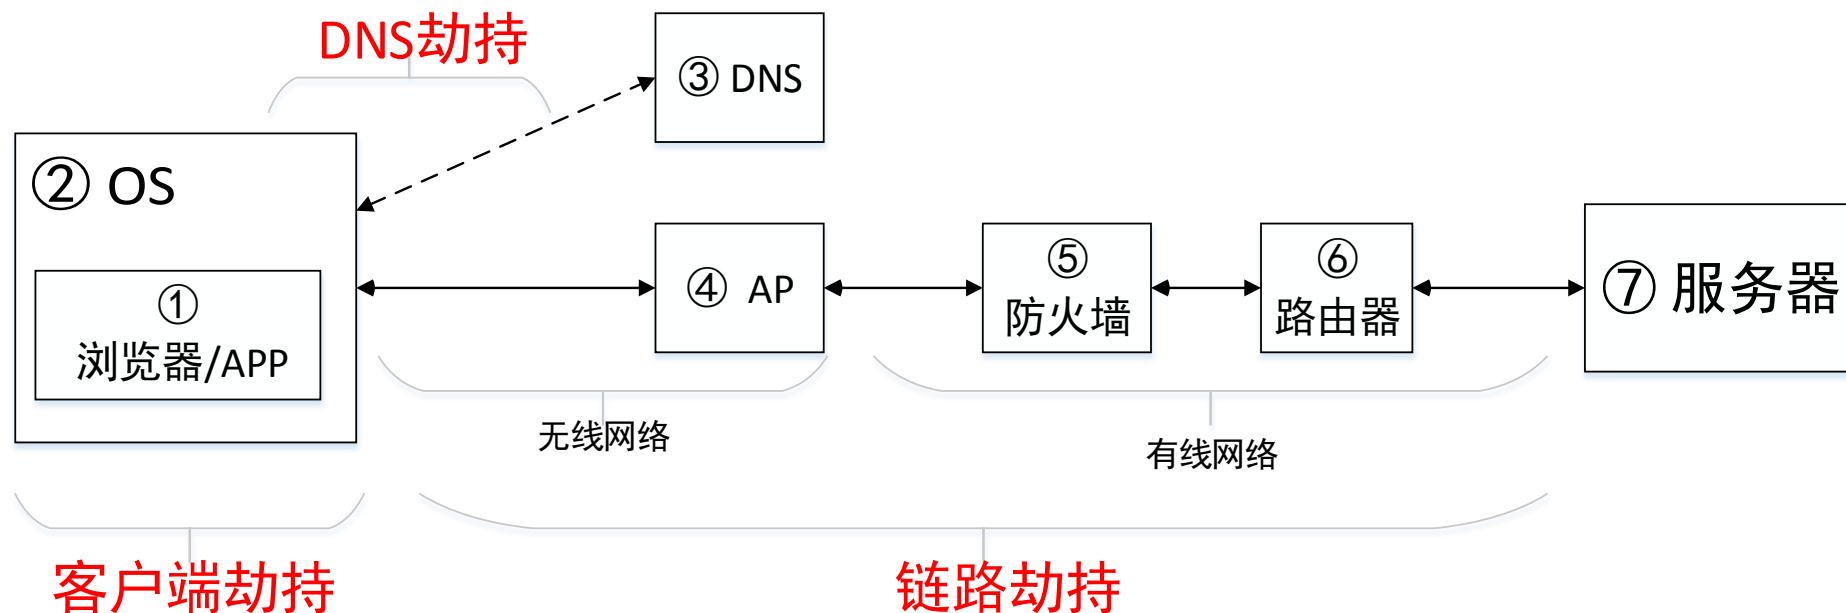 DNS劫持
③ DNS
② OS
①
浏览器/APP
④ AP
⑤
防火墙
⑥
路由器
⑦ 服务器
无线网络
有线网络
客户端劫持
链路劫持